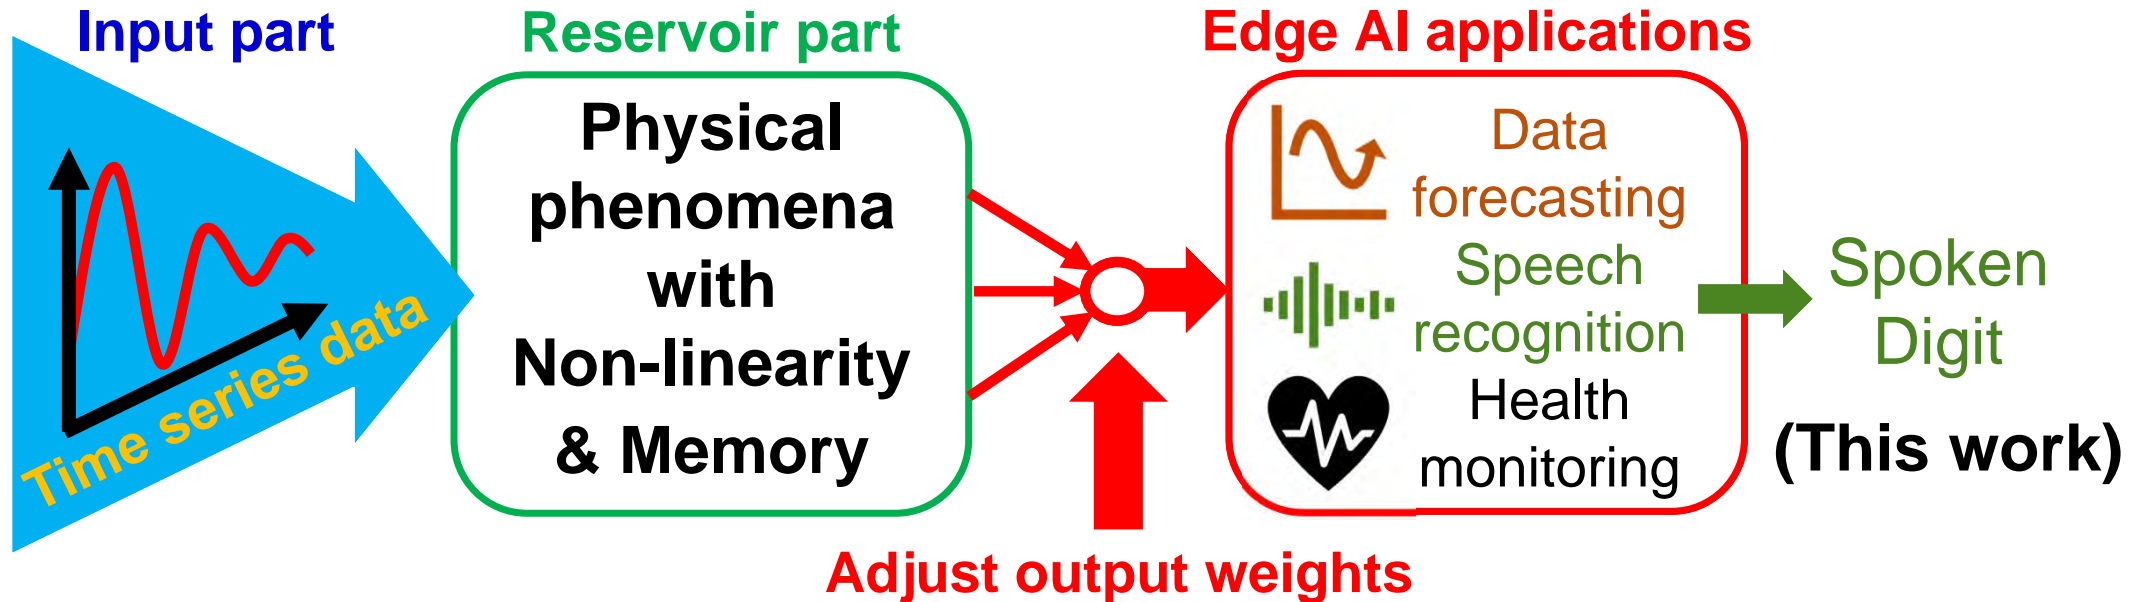 Input part
Time series data
Reservoir part
Physical
phenomena
with
Non-linearity
& Memory
Adjust output weights
Edge AI applications
Data
forecasting
Speech
recognition
Health
monitoring
Spoken
Digit
(This work)